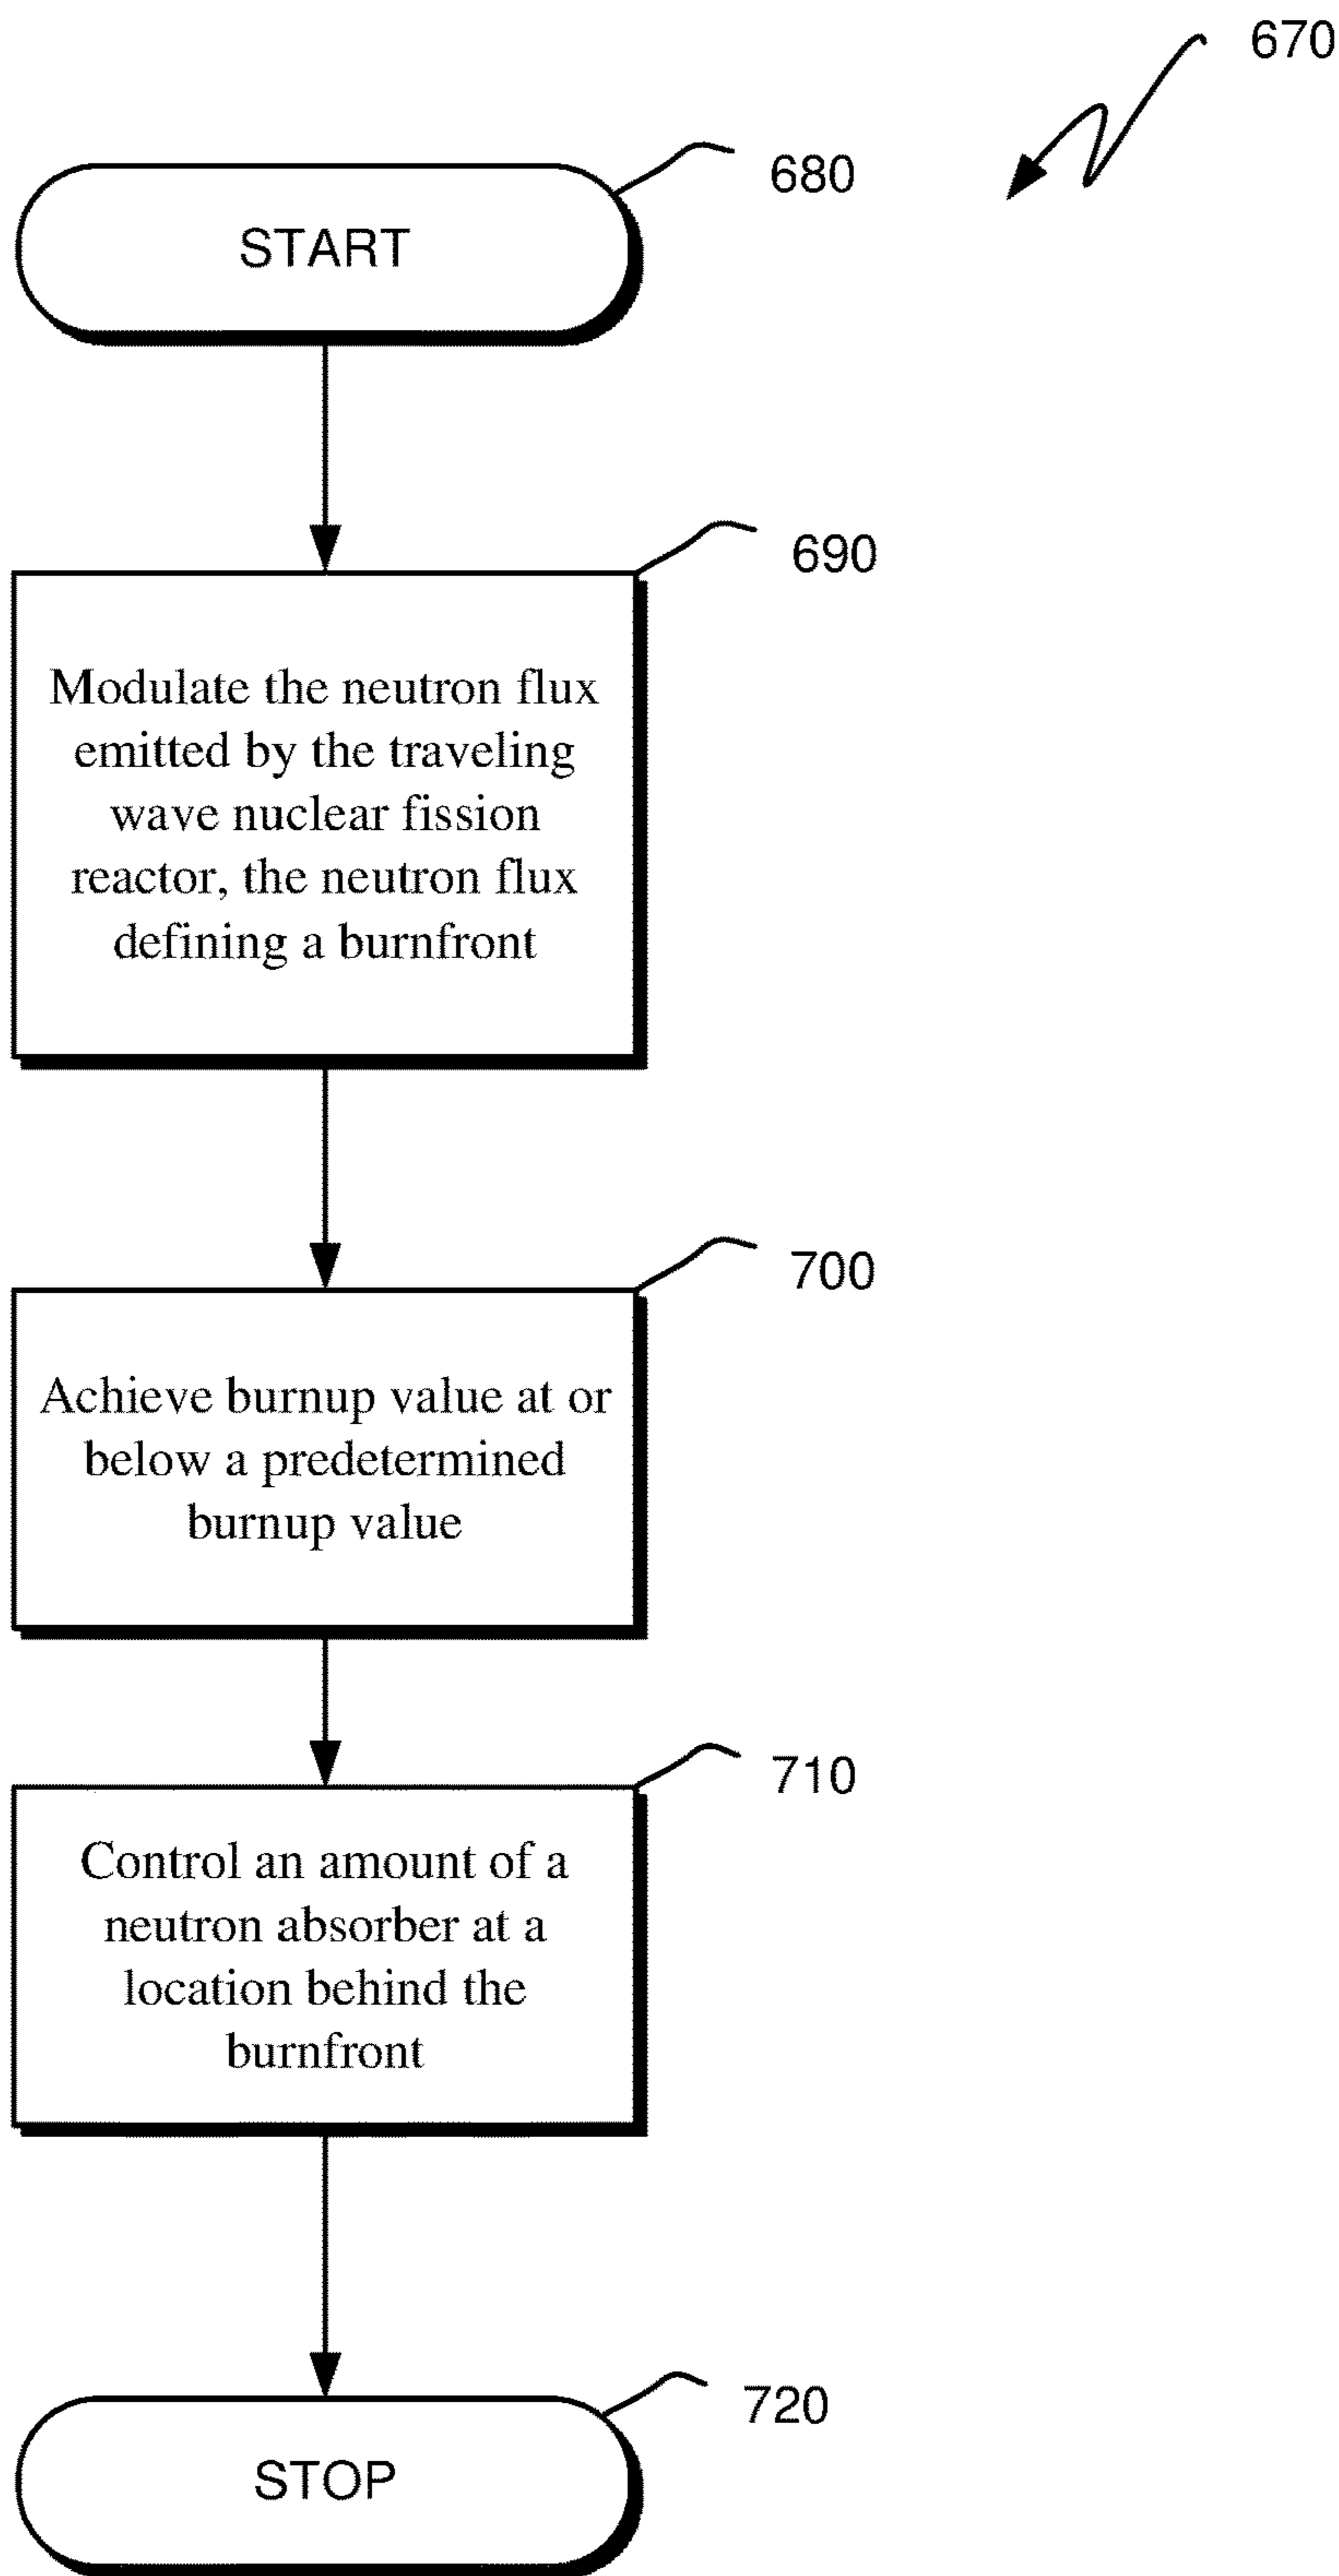 670
680
START
690
Modulate the neutron flux
emitted by the traveling
wave nuclear fission
reactor, the neutron flux
defining a burnfront
700
Achieve burnup value at or
below a predetermined
burnup value
710
Control an amount of a
neutron absorber at a
location behind the
burnfront
720
STOP